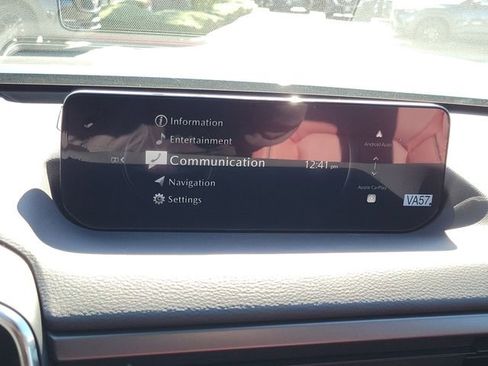 Information
Entertainment
Communication
12:41 pm
Navigation
Settings
Android Auto
Apple CarPlay
VA57